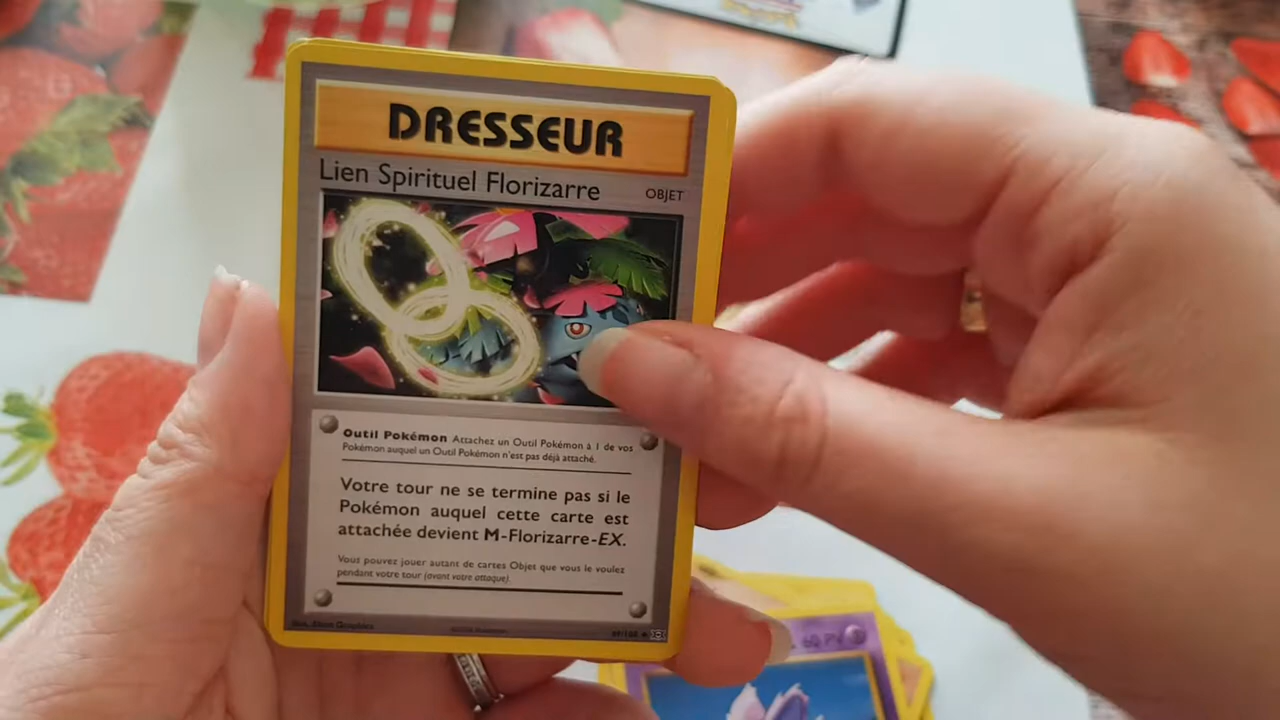 DRESSEUR
Lien Spirituel Florizarre
OBJET
Outil Pokémon Attachez un Outil Pokémon à 1 de vos
Pokémon auquel un Outil Pokémon n'est pas déjà attaché.
Votre tour ne se termine pas si le
Pokémon auquel cette carte est
attachée devient M-Florizarre-EX.
Vous pouvez jouer autant de cartes Objet que vous le voulez
pendant votre tour (avant votre attaque).
60 PV